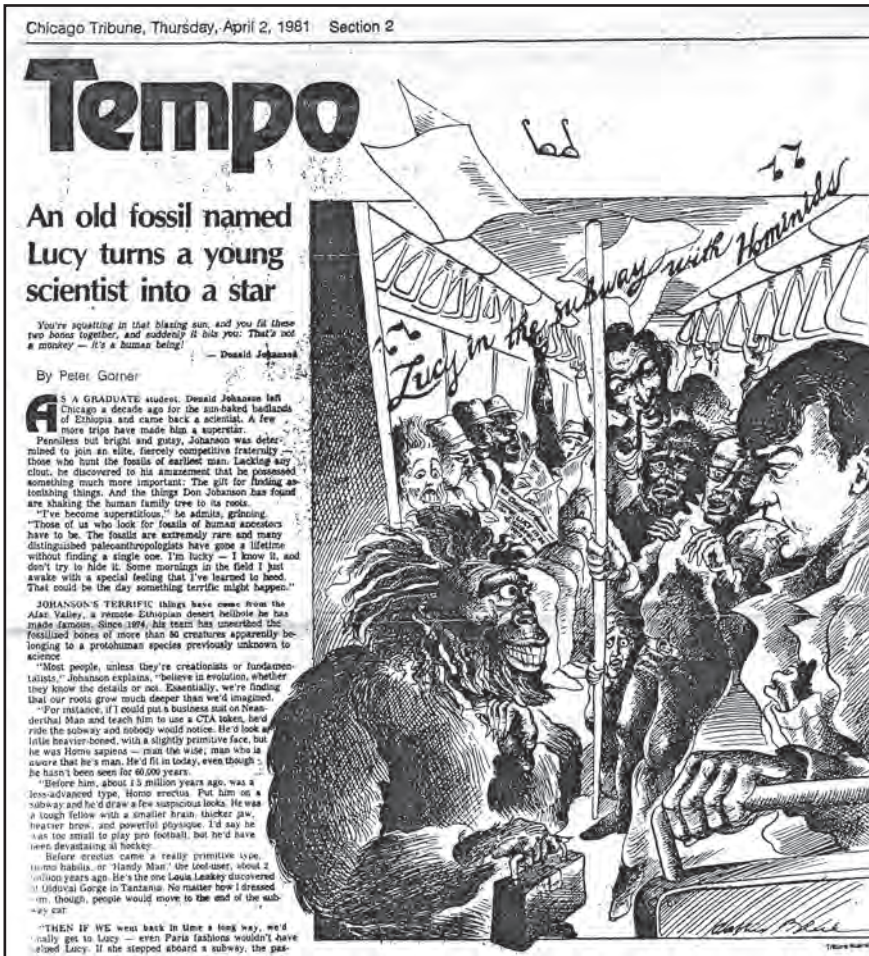 Chicago Tribune, Thursday, April 2, 1981 Section 2
Tempo
An old fossil named
Lucy turns a young
scientist into a star
You're squatting in that blazing sun, and you fit these
two bones together, and suddenly it hits you: That's not
a monkey — it's a human being!
— Donald Johanson
By Peter Gorner
AS A GRADUATE student, Donald Johanson left
Chicago a decade ago for the sun-baked badlands
of Ethiopia and came back a scientist. A few
more trips have made him a superstar.
Penniless but bright and gutsy, Johanson was deter-
mined to join an elite, fiercely competitive fraternity —
those who hunt the fossils of earliest man. Lacking any
clout, he discovered to his amazement that he possessed
something much more important: The gift for finding as-
tonishing things. And the things Don Johanson has found
are shaking the human family tree to its roots.
"I've become superstitious," he admits, grinning.
"Those of us who look for fossils of human ancestors
have to be. The fossils are extremely rare and many
distinguished paleoanthropologists have gone a lifetime
without finding a single one. I'm lucky — I know it, and
don't try to hide it. Some mornings in the field I just
awake with a special feeling that I've learned to heed.
That could be the day something terrific might happen."
JOHANSON'S TERRIFIC things have come from the
Afar Valley, a remote Ethiopian desert hellhole he has
made famous. Since 1974, his team has unearthed the
fossilized bones of more than 50 creatures apparently be-
longing to a protohuman species previously unknown to
science
"Most people, unless they're creationists or fundamen-
talists," Johanson explains, "believe in evolution, whether
they know the details or not. Essentially, we're finding
that our roots grow much deeper than we'd imagined.
"For instance, if I could put a business suit on Nean-
derthal Man and teach him to use a CTA token, he'd
ride the subway and nobody would notice. He'd look a
little heavier-boned, with a slightly primitive face, but
he was Homo sapiens — man the wise; man who is
aware that he's man. He'd fit in today, even though
he hasn't been seen for 60,000 years.
"Before him, about 1.5 million years ago, was a
less-advanced type, Homo erectus. Put him on a
subway and he'd draw a few suspicious looks. He was
a tough fellow with a smaller brain, thicker jaw,
heavier brow, and powerful physique. I'd say he
was too small to play pro football, but he'd have
been devastating at hockey.
Before erectus came a really primitive type,
Homo habilis, or 'Handy Man,' the tool-user, about 2
million years ago. He's the one Louis Leakey discovered
at Olduvai Gorge in Tanzania. No matter how I dressed
him, though, people would move to the end of the sub-
way car.
"THEN IF WE went back in time a long way, we'd
finally get to Lucy — even Paris fashions wouldn't have
helped Lucy. If she stepped aboard a subway, the pas-
Lucy in the subway with Hominids